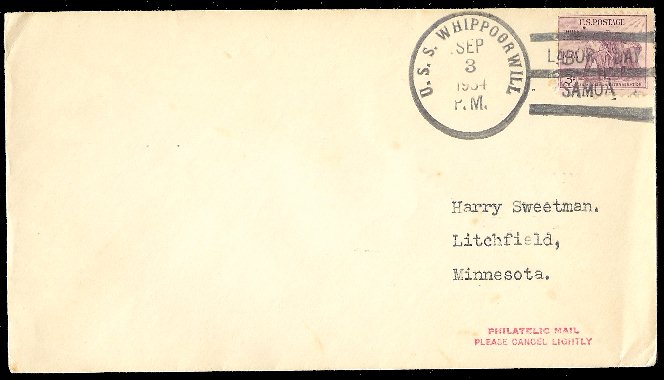 U.S.S. WHIPPOORWILL
SEP
3
1934
P.M.
U.S. POSTAGE
LABOR DAY
SAMOA
Harry Sweetman.
Litchfield,
Minnesota.
PHILATELIC MAIL
PLEASE CANCEL LIGHTLY